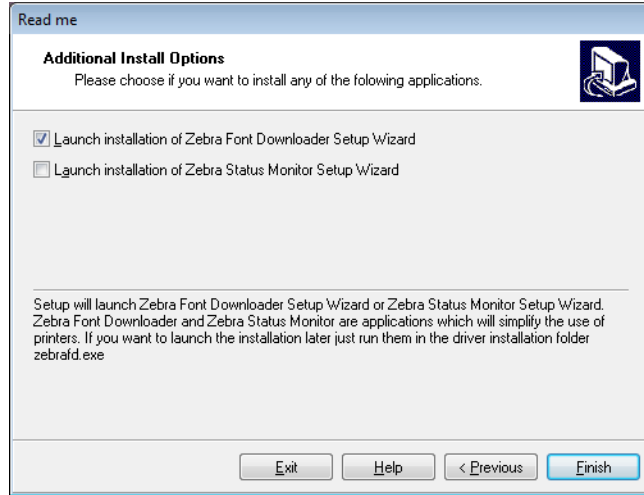 Read me
Additional Install Options
Please choose if you want to install any of the folowing applications.
Launch installation of Zebra Font Downloader Setup Wizard
Launch installation of Zebra Status Monitor Setup Wizard
Setup will launch Zebra Font Downloader Setup Wizard or Zebra Status Monitor Setup Wizard.
Zebra Font Downloader and Zebra Status Monitor are applications which will simplify the use of
printers. If you want to launch the installation later just run them in the driver installation folder
zebrafd.exe
Exit
Help
< Previous
Finish